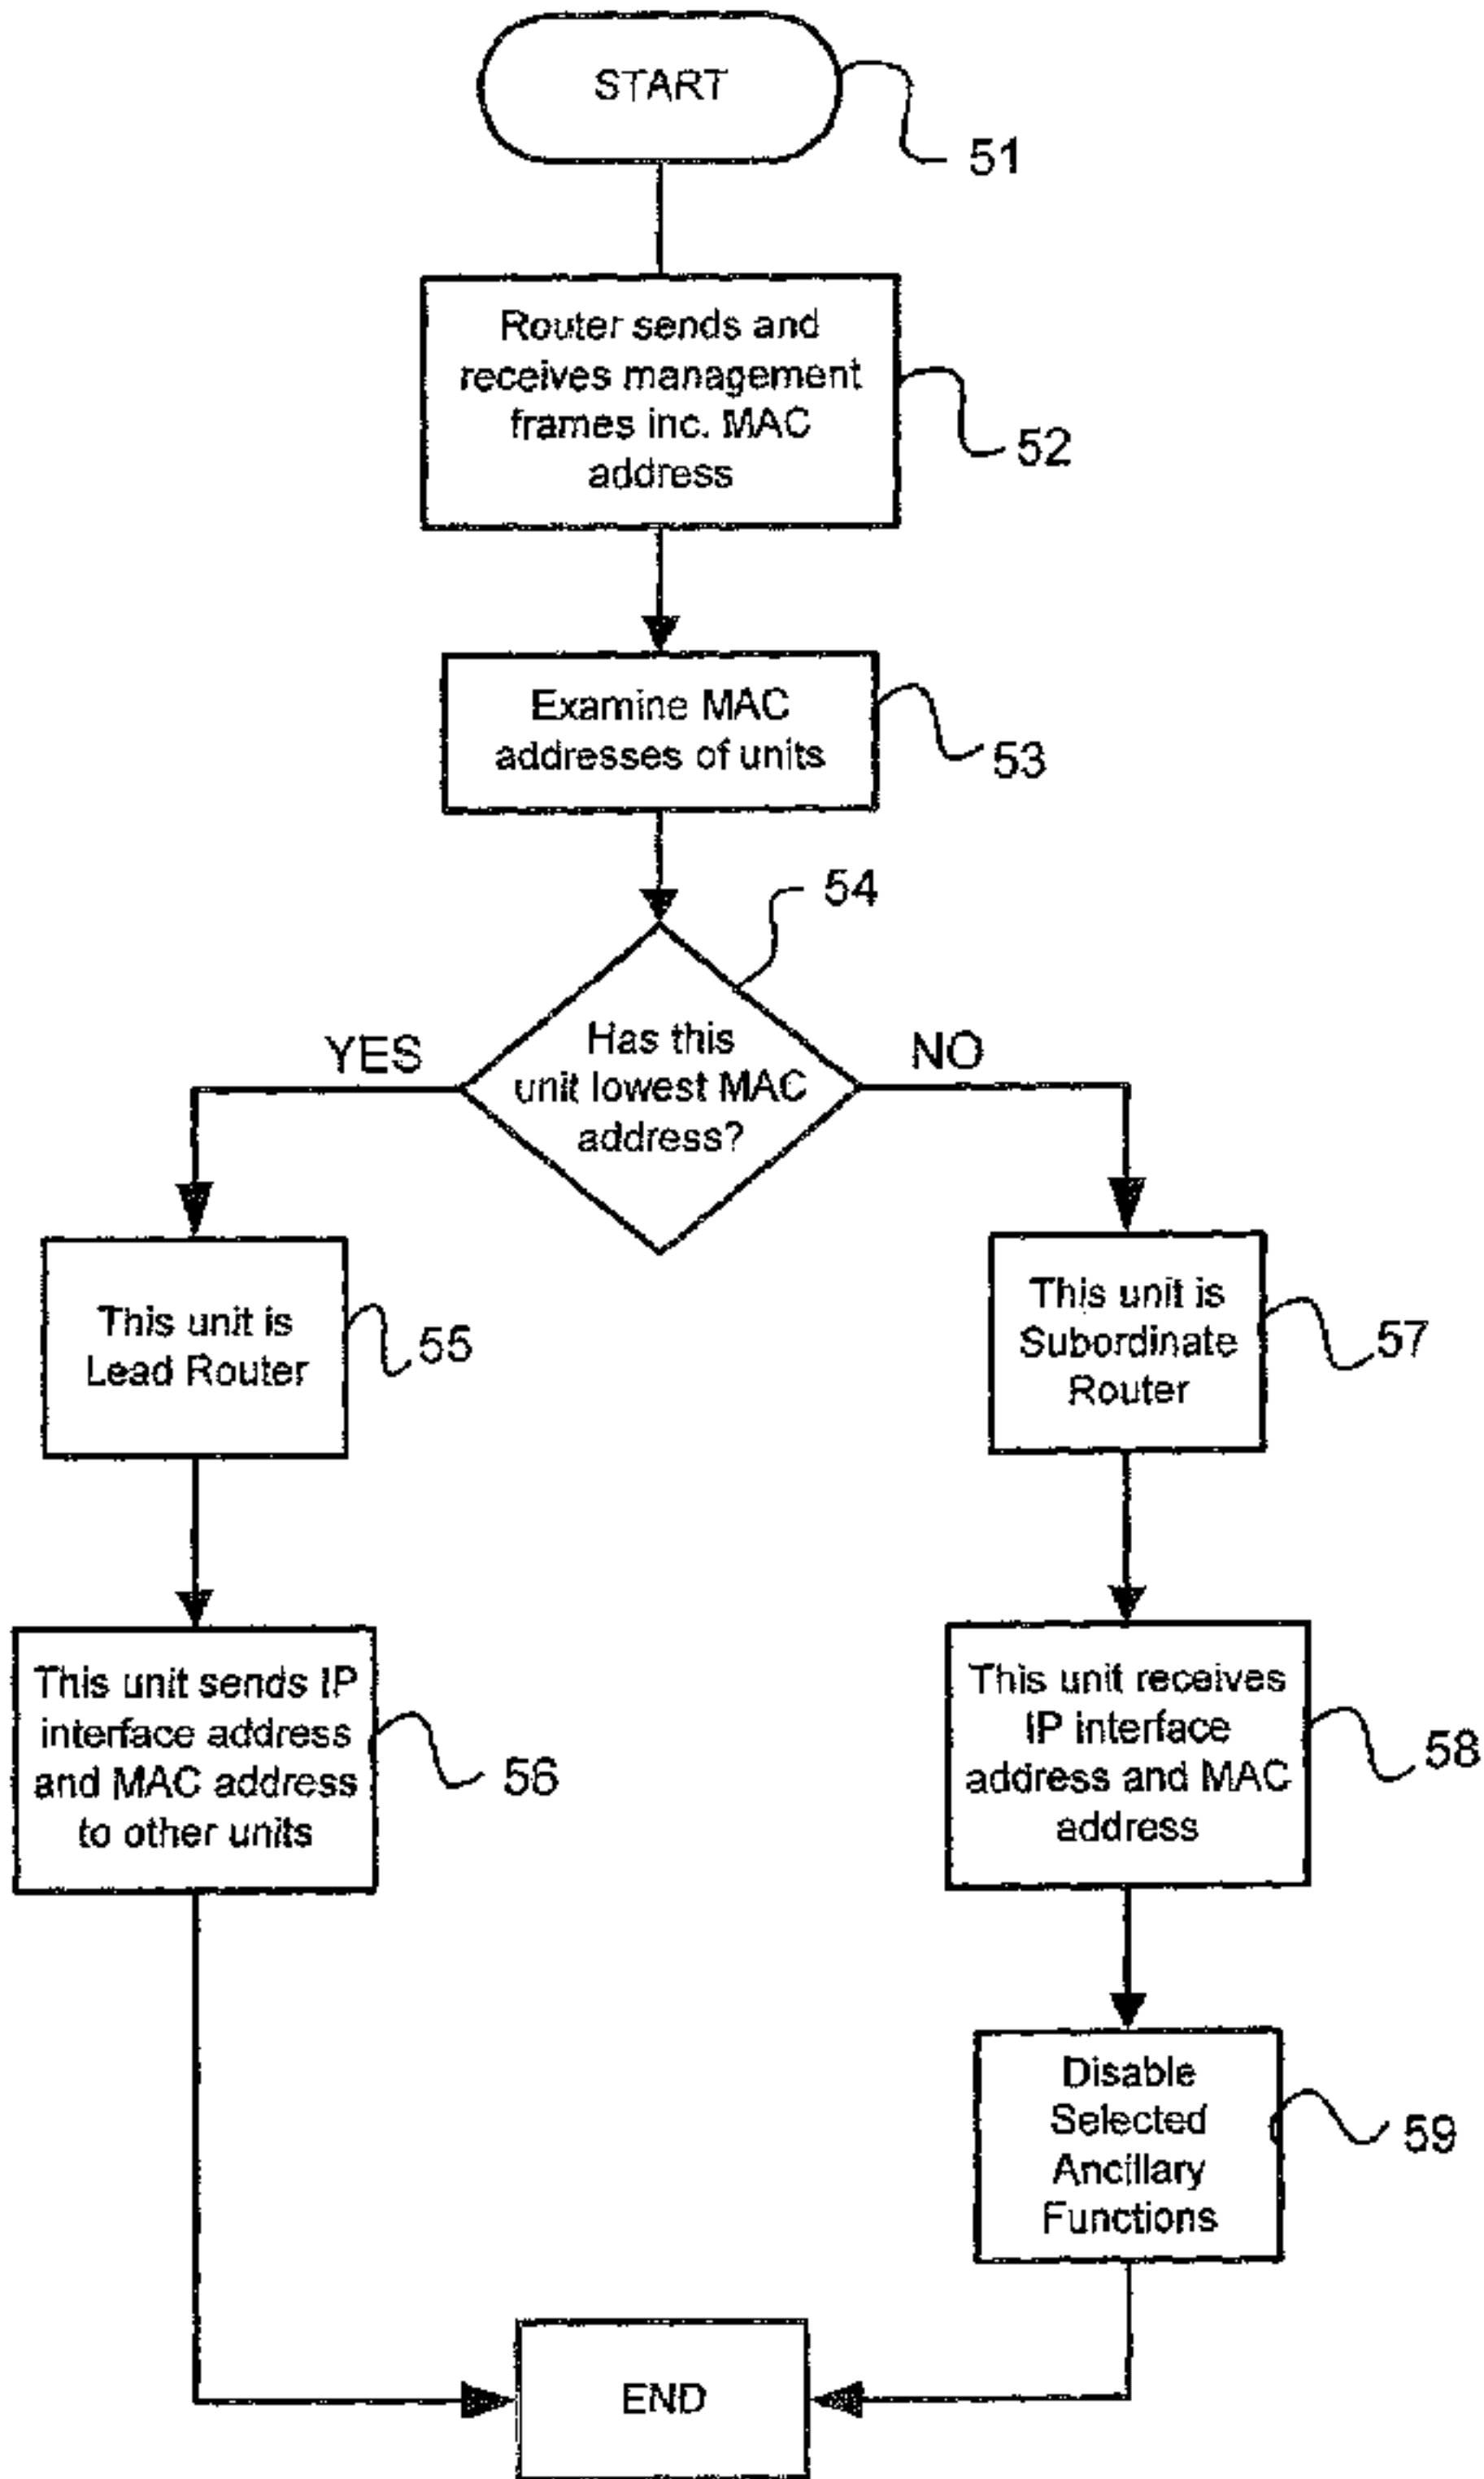 START
51
Router sends and
receives management
frames inc. MAC
address
52
Examine MAC
addresses of units
53
54
Has this
unit lowest MAC
address?
YES
NO
This unit is
Lead Router
55
This unit is
Subordinate
Router
57
This unit sends IP
interface address
and MAC address
to other units
56
This unit receives
IP interface
address and MAC
address
58
Disable
Selected
Ancillary
Functions
59
END